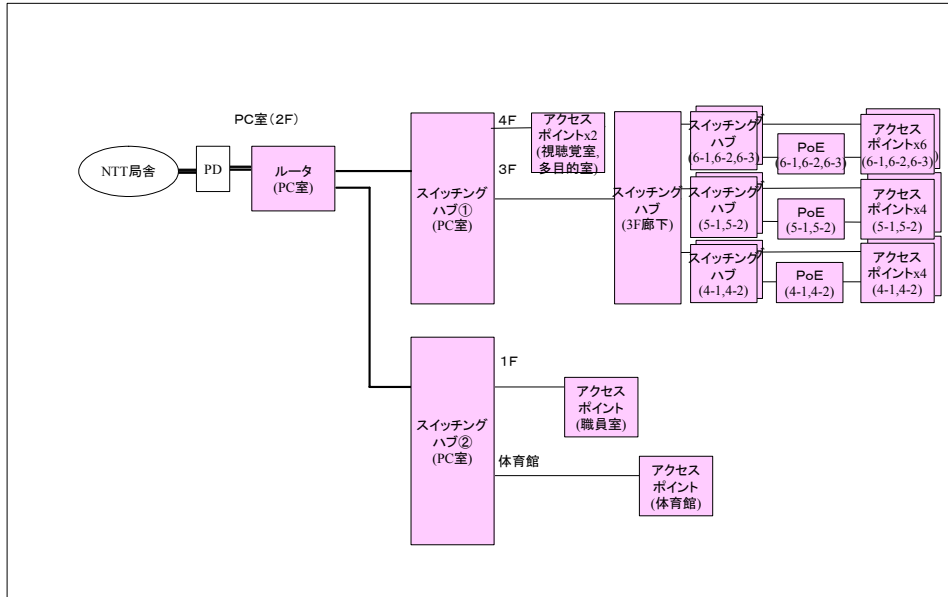 PC室（2F）
NTT局舎
PD
ルータ
(PC室)
スイッチング
ハブ①
(PC室)
4F
3F
アクセス
ポイントx2
(視聴覚室,
多目的室)
スイッチング
ハブ
(3F廊下)
スイッチング
ハブ
(6-1,6-2,6-3)
PoE
(6-1,6-2,6-3)
アクセス
ポイントx6
(6-1,6-2,6-3)
スイッチング
ハブ
(5-1,5-2)
PoE
(5-1,5-2)
アクセス
ポイントx4
(5-1,5-2)
スイッチング
ハブ
(4-1,4-2)
PoE
(4-1,4-2)
アクセス
ポイントx4
(4-1,4-2)
スイッチング
ハブ②
(PC室)
1F
アクセス
ポイント
(職員室)
体育館
アクセス
ポイント
(体育館)